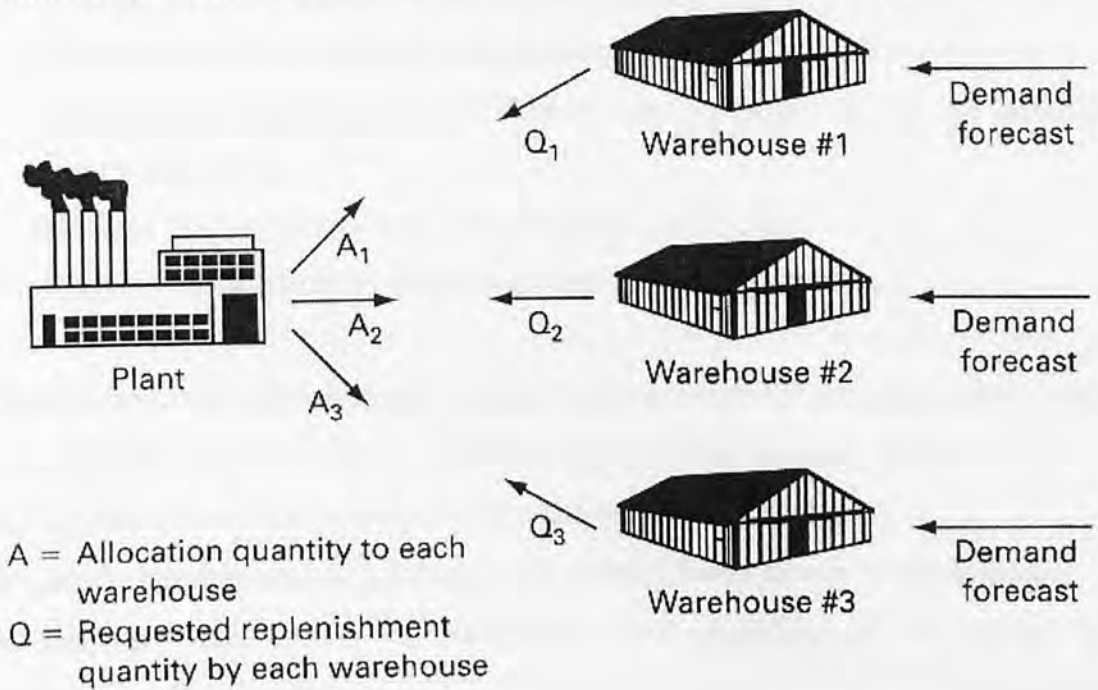 Q₁
Warehouse #1
Demand
forecast
A₁
A₂
A₃
Plant
Q₂
Warehouse #2
Demand
forecast
Q₃
Warehouse #3
Demand
forecast
A = Allocation quantity to each
warehouse
Q = Requested replenishment
quantity by each warehouse